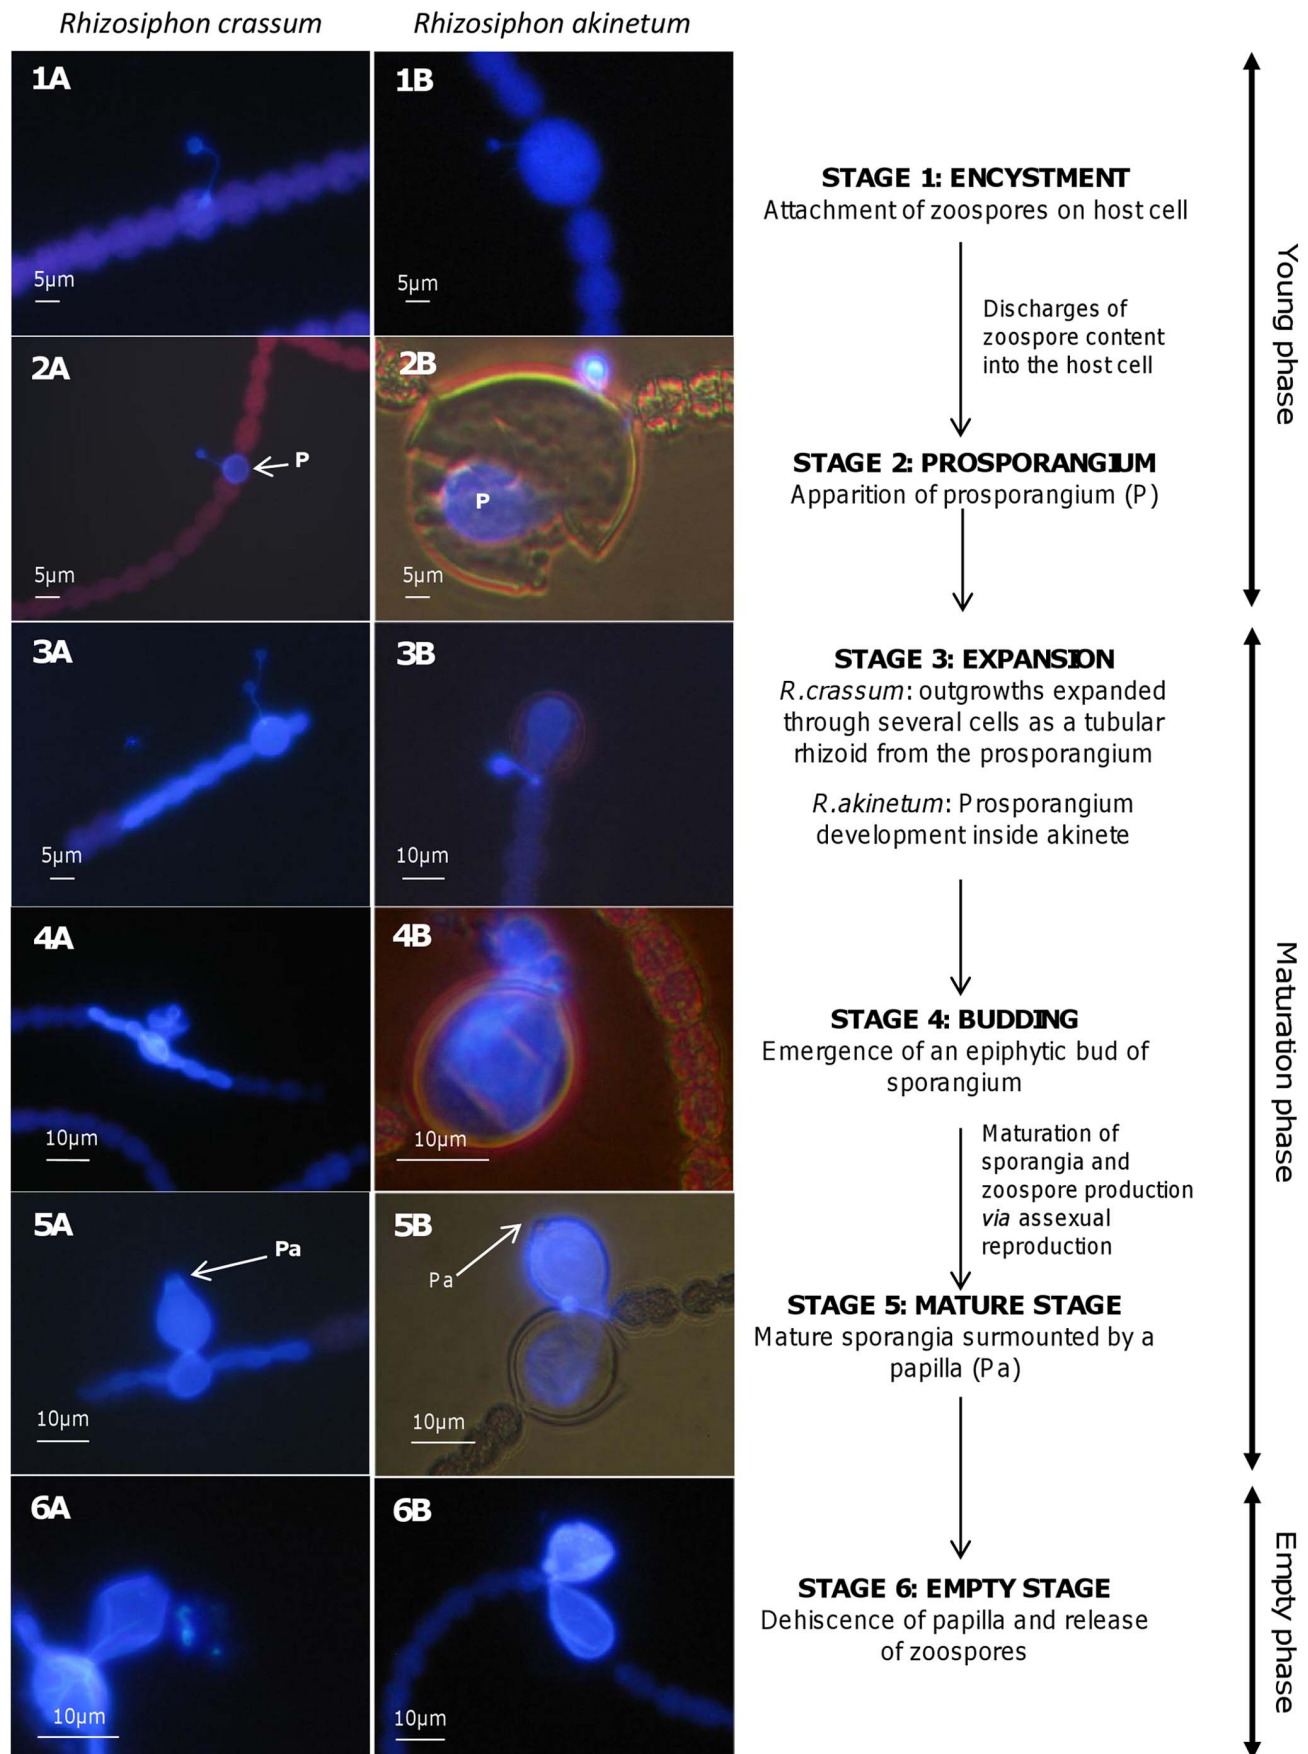 Rhizosiphon crassum
Rhizosiphon akinetum
1A
5µm
1B
5µm
STAGE 1: ENCYSTMENT
Attachment of zoospores on host cell
Discharges of
zoospore content
into the host cell
2A
P
5µm
2B
P
5µm
STAGE 2: PROSPORANGIUM
Apparition of prosporangium (P)
Young phase
3A
5µm
3B
10µm
STAGE 3: EXPANSION
R.crassum: outgrowths expanded
through several cells as a tubular
rhizoid from the prosporangium
R.akinetum: Prosporangium
development inside akinete
4A
10µm
4B
10µm
STAGE 4: BUDDING
Emergence of an epiphytic bud of
sporangium
Maturation of
sporangia and
zoospore production
via assexual
reproduction
5A
Pa
10µm
5B
Pa
10µm
STAGE 5: MATURE STAGE
Mature sporangia surmounted by a
papilla (Pa)
Maturation phase
6A
10µm
6B
10µm
STAGE 6: EMPTY STAGE
Dehiscence of papilla and release
of zoospores
Empty phase